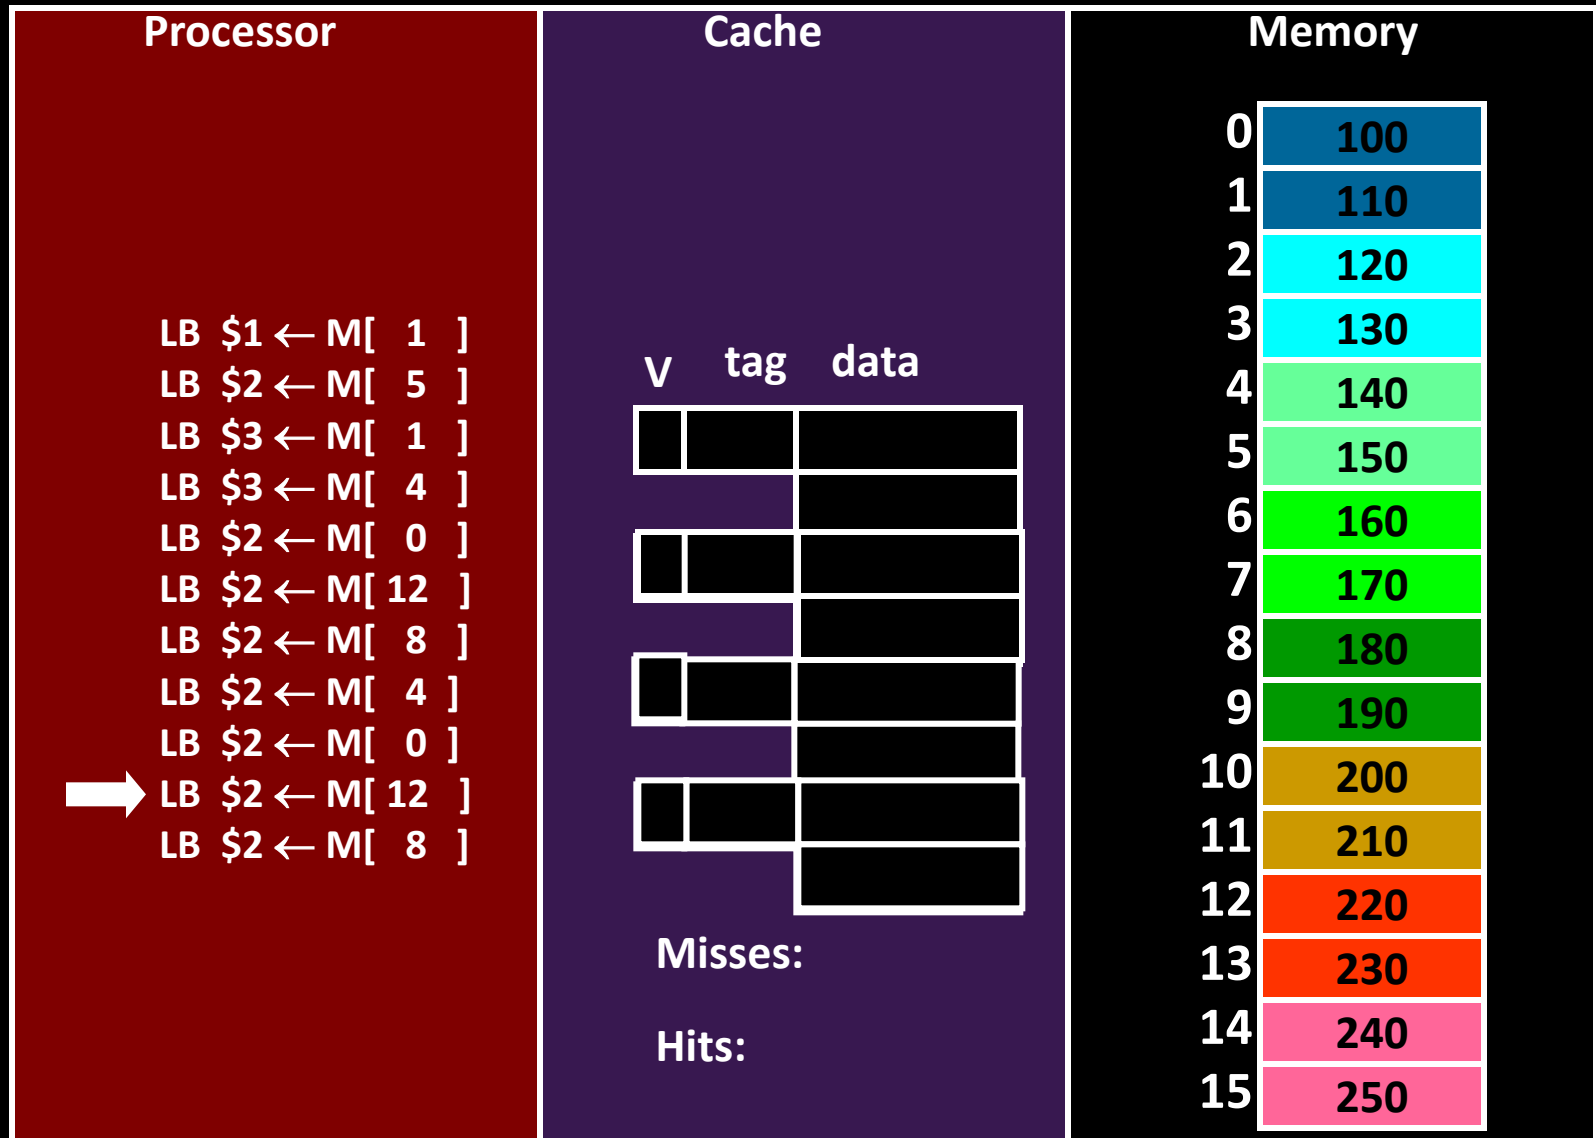 Processor
LB $1 ← M[ 1 ]
LB $2 ← M[ 5 ]
LB $3 ← M[ 1 ]
LB $3 ← M[ 4 ]
LB $2 ← M[ 0 ]
LB $2 ← M[ 12 ]
LB $2 ← M[ 8 ]
LB $2 ← M[ 4 ]
LB $2 ← M[ 0 ]
LB $2 ← M[ 12 ]
LB $2 ← M[ 8 ]
Cache
V tag data
Misses:
Hits:
Memory
0 100
1 110
2 120
3 130
4 140
5 150
6 160
7 170
8 180
9 190
10 200
11 210
12 220
13 230
14 240
15 250